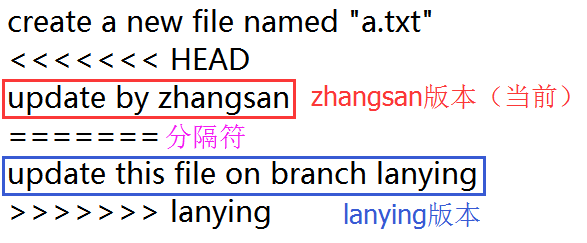 create a new file named "a.txt"
<<<<<<< HEAD
update by zhangsan zhangsan版本（当前）
======= 分隔符
update this file on branch lanying
>>>>>>> lanying lanying版本